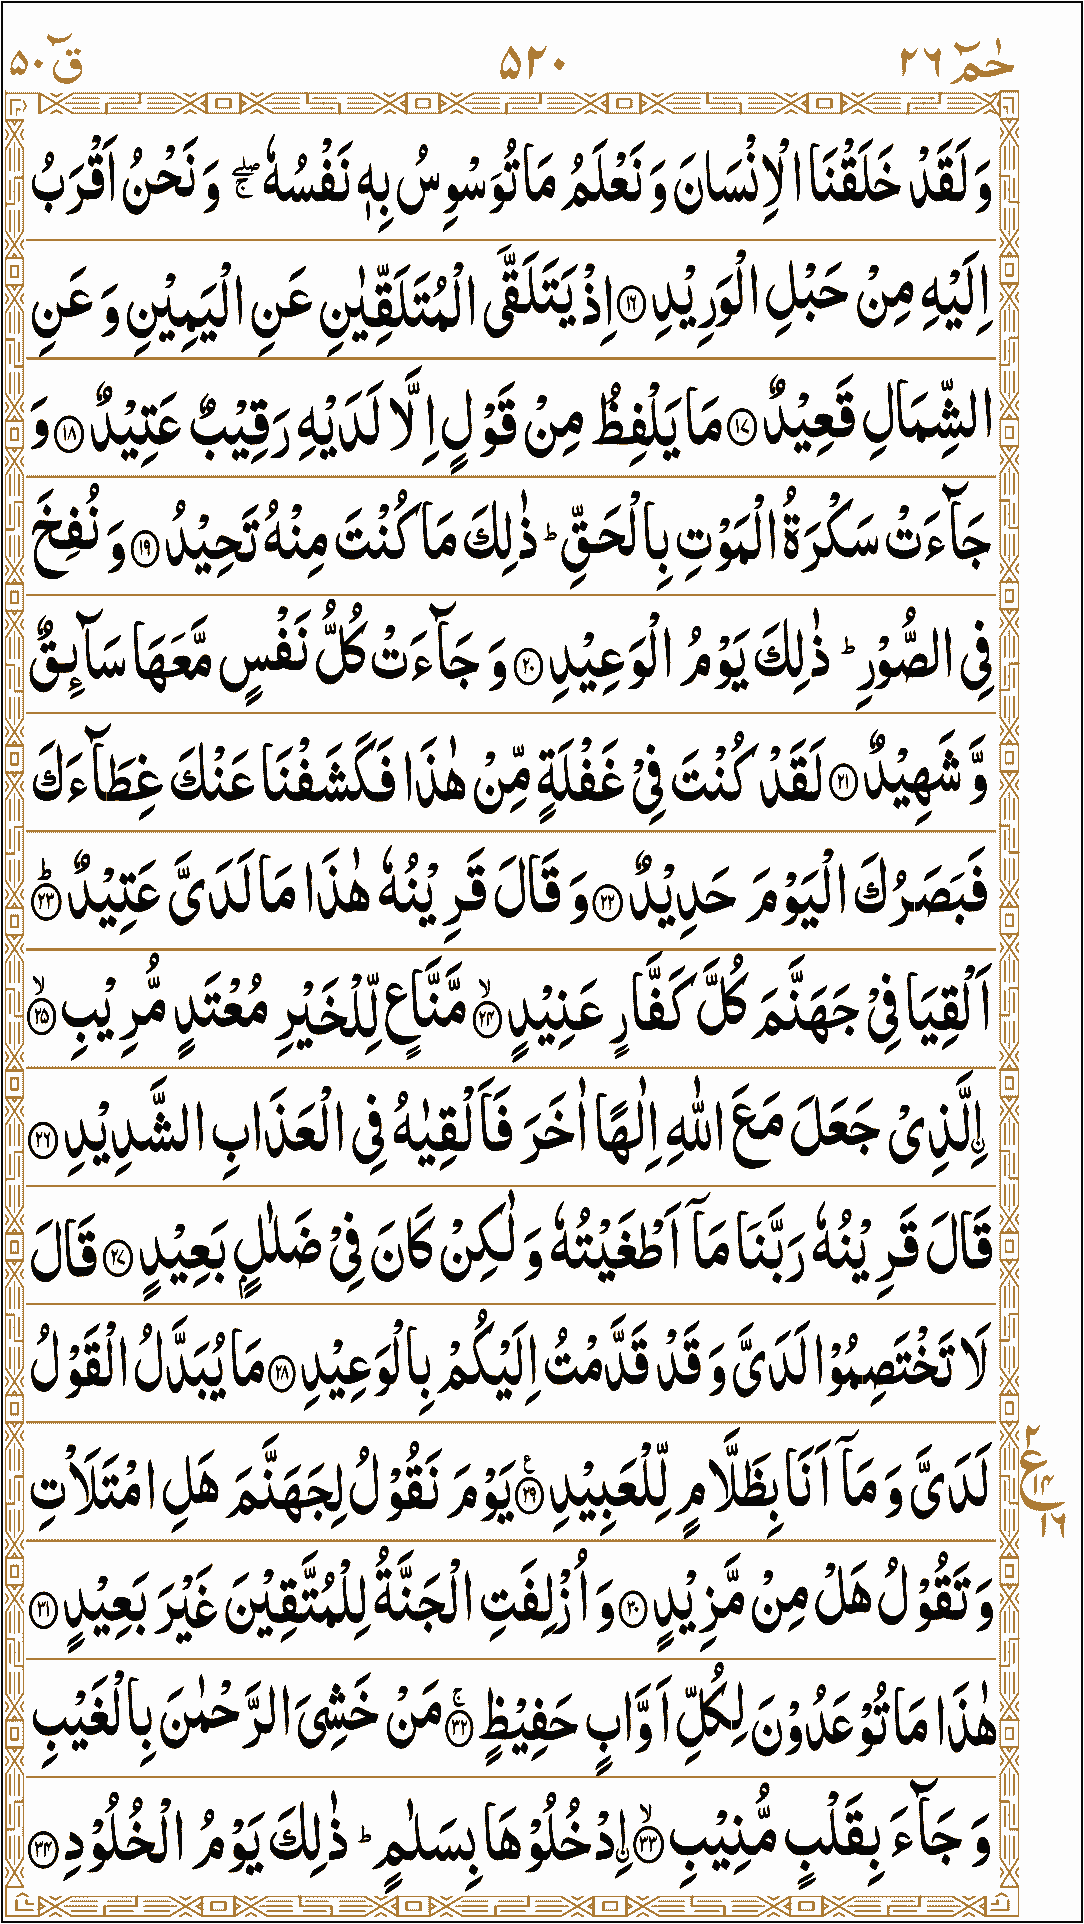 حٰمٓ ٢٦ ٥٢٠ قٓ ٥٠
وَلَقَدْ خَلَقْنَا الْاِنْسَانَ وَنَعْلَمُ مَا تُوَسْوِسُ بِهٖ نَفْسُهٗ ۖۚ وَنَحْنُ اَقْرَبُ
اِلَيْهِ مِنْ حَبْلِ الْوَرِيْدِ ۝١٦ اِذْ يَتَلَقَّى الْمُتَلَقِّيٰنِ عَنِ الْيَمِيْنِ وَعَنِ
الشِّمَالِ قَعِيْدٌ ۝١٧ مَا يَلْفِظُ مِنْ قَوْلٍ اِلَّا لَدَيْهِ رَقِيْبٌ عَتِيْدٌ ۝١٨ وَ
جَآءَتْ سَكْرَةُ الْمَوْتِ بِالْحَقِّ ؕ ذٰلِكَ مَا كُنْتَ مِنْهُ تَحِيْدُ ۝١٩ وَنُفِخَ
فِى الصُّوْرِ ؕ ذٰلِكَ يَوْمُ الْوَعِيْدِ ۝٢٠ وَجَآءَتْ كُلُّ نَفْسٍ مَّعَهَا سَآئِقٌ
وَّشَهِيْدٌ ۝٢١ لَقَدْ كُنْتَ فِىْ غَفْلَةٍ مِّنْ هٰذَا فَكَشَفْنَا عَنْكَ غِطَآءَكَ
فَبَصَرُكَ الْيَوْمَ حَدِيْدٌ ۝٢٢ وَقَالَ قَرِيْنُهٗ هٰذَا مَا لَدَىَّ عَتِيْدٌ ؕ۝٢٣
اَلْقِيَا فِىْ جَهَنَّمَ كُلَّ كَفَّارٍ عَنِيْدٍ ۙ۝٢٤ مَّنَّاعٍ لِّلْخَيْرِ مُعْتَدٍ مُّرِيْبٍ ۙ۝٢٥
اۨلَّذِىْ جَعَلَ مَعَ اللّٰهِ اِلٰهًا اٰخَرَ فَاَلْقِيٰهُ فِى الْعَذَابِ الشَّدِيْدِ ۝٢٦
قَالَ قَرِيْنُهٗ رَبَّنَا مَاۤ اَطْغَيْتُهٗ وَلٰكِنْ كَانَ فِىْ ضَلٰلٍۢ بَعِيْدٍ ۝٢٧ قَالَ
لَا تَخْتَصِمُوْا لَدَىَّ وَقَدْ قَدَّمْتُ اِلَيْكُمْ بِالْوَعِيْدِ ۝٢٨ مَا يُبَدَّلُ الْقَوْلُ
لَدَىَّ وَمَاۤ اَنَا بِظَلَّامٍ لِّلْعَبِيْدِ ۝٢٩ۧ يَوْمَ نَقُوْلُ لِجَهَنَّمَ هَلِ امْتَلَاْتِ
٢ ع ١٤ ١٦
وَتَقُوْلُ هَلْ مِنْ مَّزِيْدٍ ۝٣٠ وَاُزْلِفَتِ الْجَنَّةُ لِلْمُتَّقِيْنَ غَيْرَ بَعِيْدٍ ۝٣١
هٰذَا مَا تُوْعَدُوْنَ لِكُلِّ اَوَّابٍ حَفِيْظٍ ۚ۝٣٢ مَنْ خَشِىَ الرَّحْمٰنَ بِالْغَيْبِ
وَجَآءَ بِقَلْبٍ مُّنِيْبِ ۙ۝٣٣ اۨدْخُلُوْهَا بِسَلٰمٍ ؕ ذٰلِكَ يَوْمُ الْخُلُوْدِ ۝٣٤